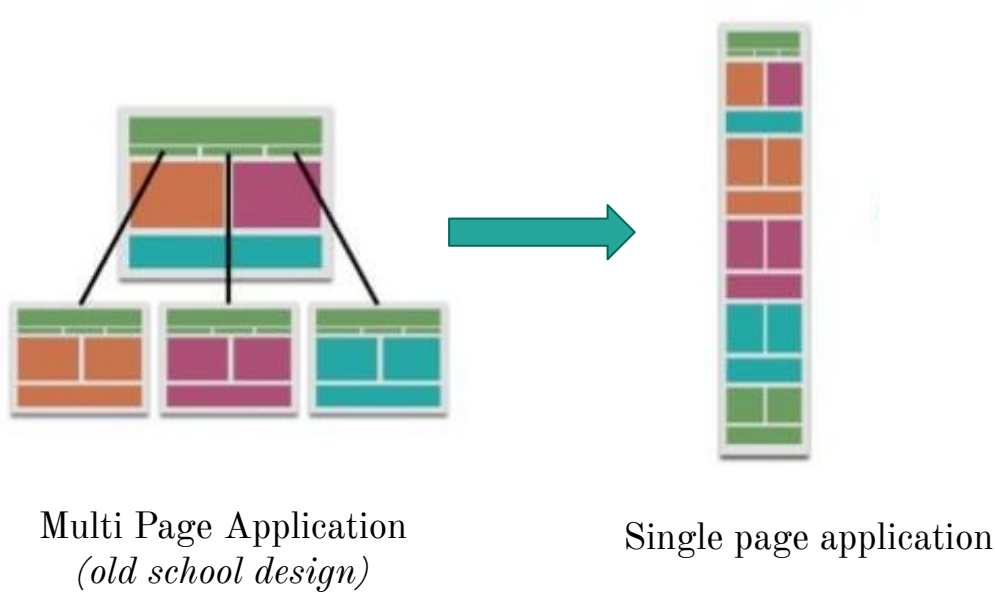 Multi Page Application
(old school design)
Single page application